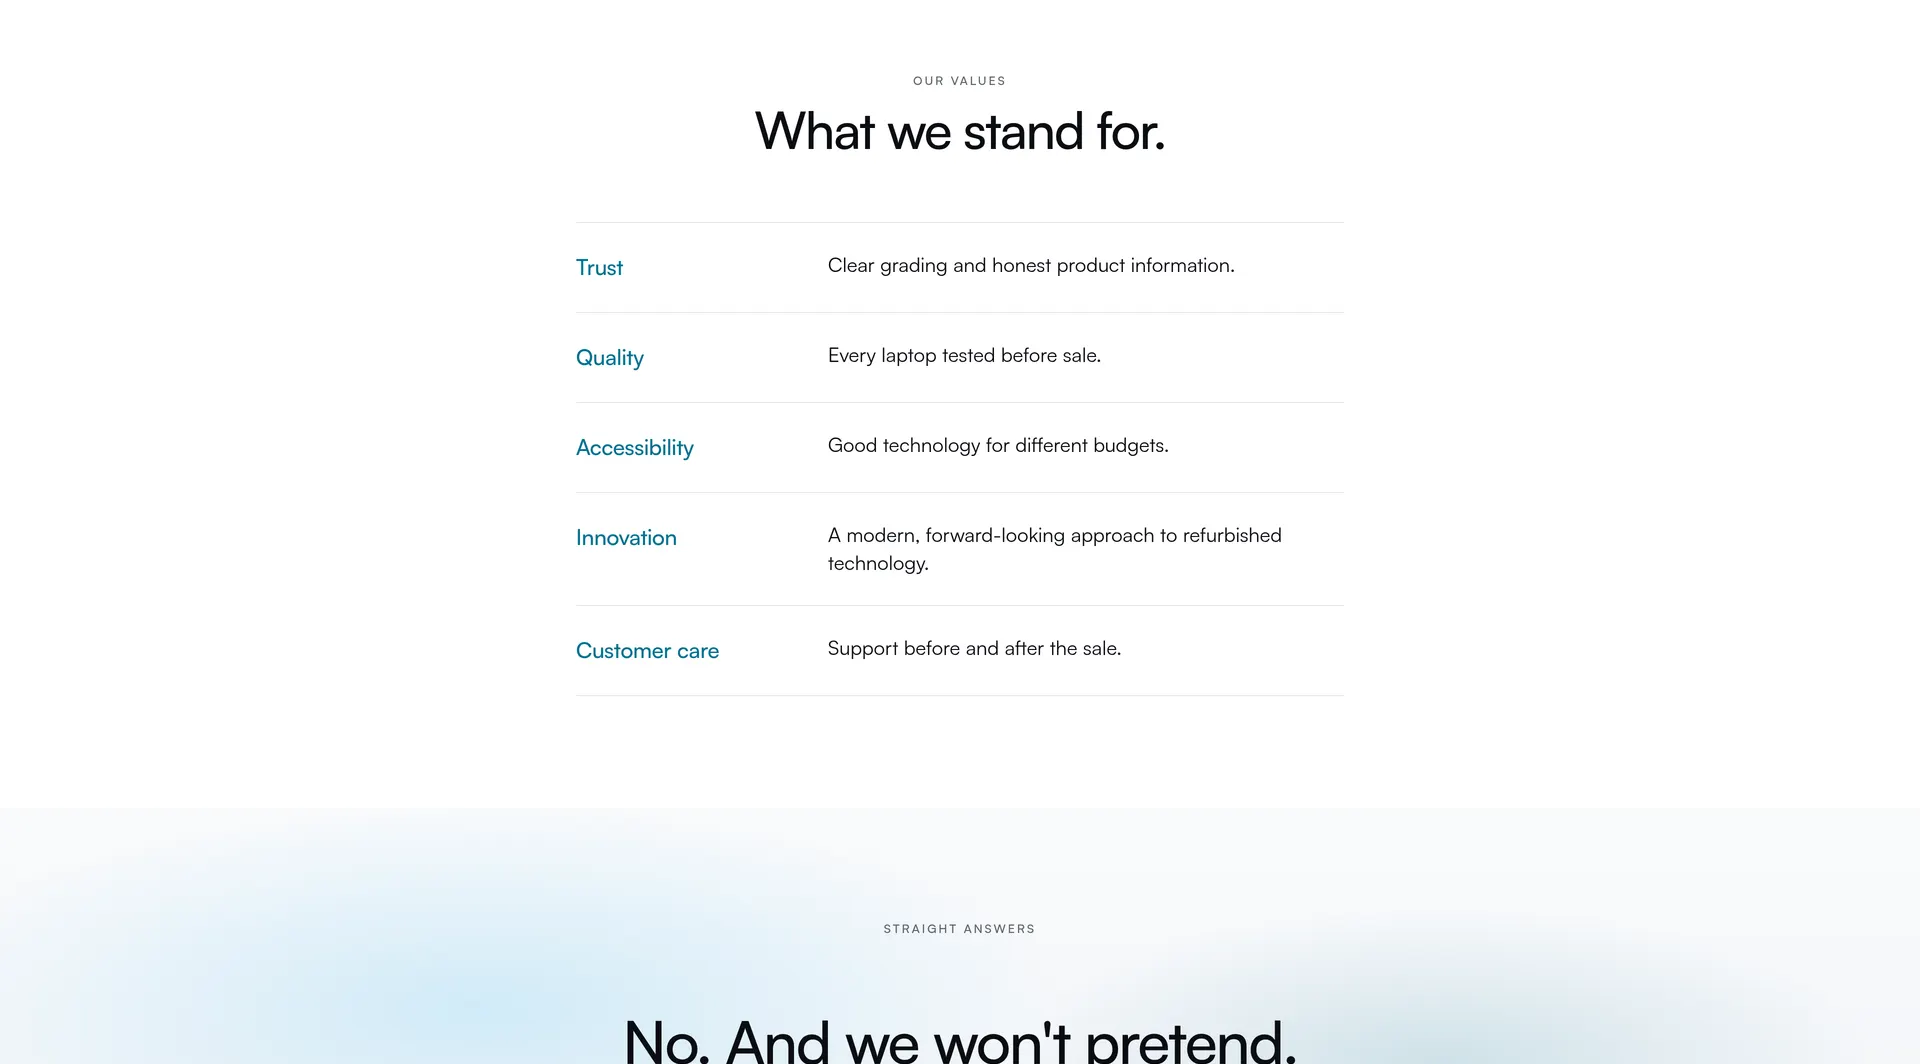 OUR VALUES
What we stand for.
Trust
Clear grading and honest product information.
Quality
Every laptop tested before sale.
Accessibility
Good technology for different budgets.
Innovation
A modern, forward-looking approach to refurbished
technology.
Customer care
Support before and after the sale.
STRAIGHT ANSWERS
No. And we won't pretend.